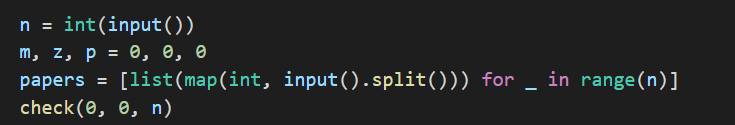 n = int(input())
m, z, p = 0, 0, 0
papers = [list(map(int, input().split())) for _ in range(n)]
check(0, 0, n)